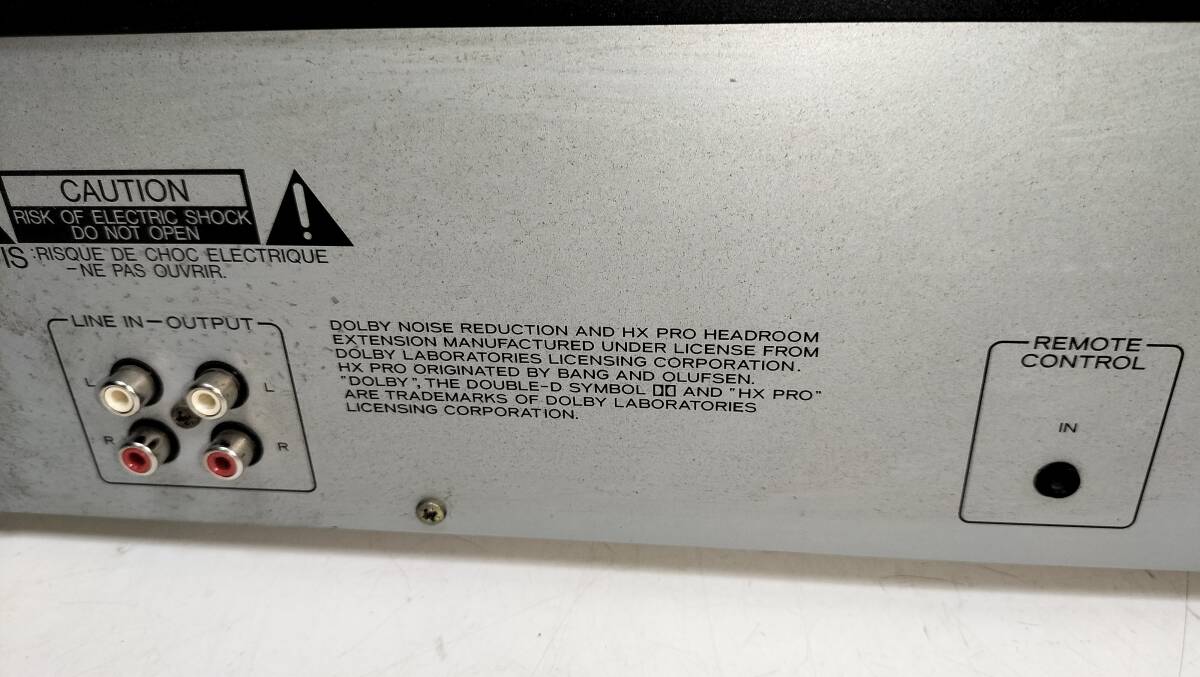 CAUTION
RISK OF ELECTRIC SHOCK
DO NOT OPEN
IS :RISQUE DE CHOC ELECTRIQUE
-NE PAS OUVRIR.
LINE IN-OUTPUT
L L
R R
DOLBY NOISE REDUCTION AND HX PRO HEADROOM
EXTENSION MANUFACTURED UNDER LICENSE FROM
DOLBY LABORATORIES LICENSING CORPORATION.
HX PRO ORIGINATED BY BANG AND OLUFSEN.
"DOLBY", THE DOUBLE-D SYMBOL AND "HX PRO"
ARE TRADEMARKS OF DOLBY LABORATORIES
LICENSING CORPORATION.
REMOTE
CONTROL
IN